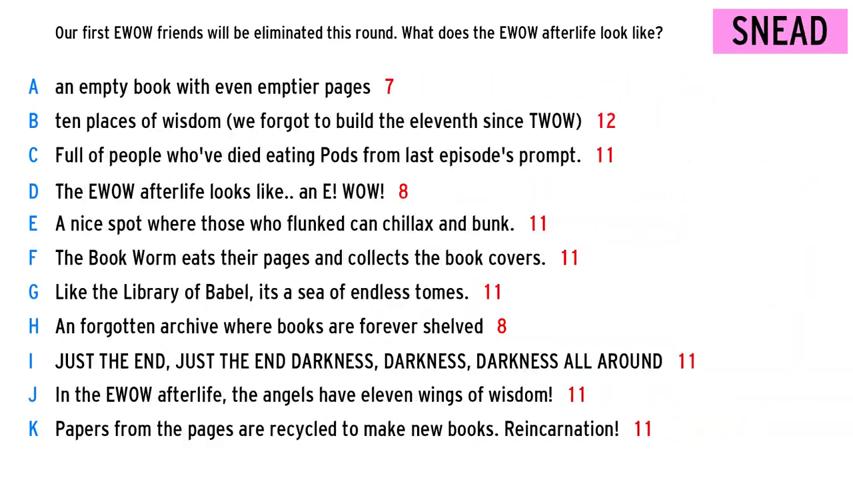 Our first EWOW friends will be eliminated this round. What does the EWOW afterlife look like?
SNEAD
A an empty book with even emptier pages 7
B ten places of wisdom (we forgot to build the eleventh since TWOW) 12
C Full of people who've died eating Pods from last episode's prompt. 11
D The EWOW afterlife looks like.. an E! WOW! 8
E A nice spot where those who flunked can chillax and bunk. 11
F The Book Worm eats their pages and collects the book covers. 11
G Like the Library of Babel, its a sea of endless tomes. 11
H An forgotten archive where books are forever shelved 8
I JUST THE END, JUST THE END DARKNESS, DARKNESS, DARKNESS ALL AROUND 11
J In the EWOW afterlife, the angels have eleven wings of wisdom! 11
K Papers from the pages are recycled to make new books. Reincarnation! 11